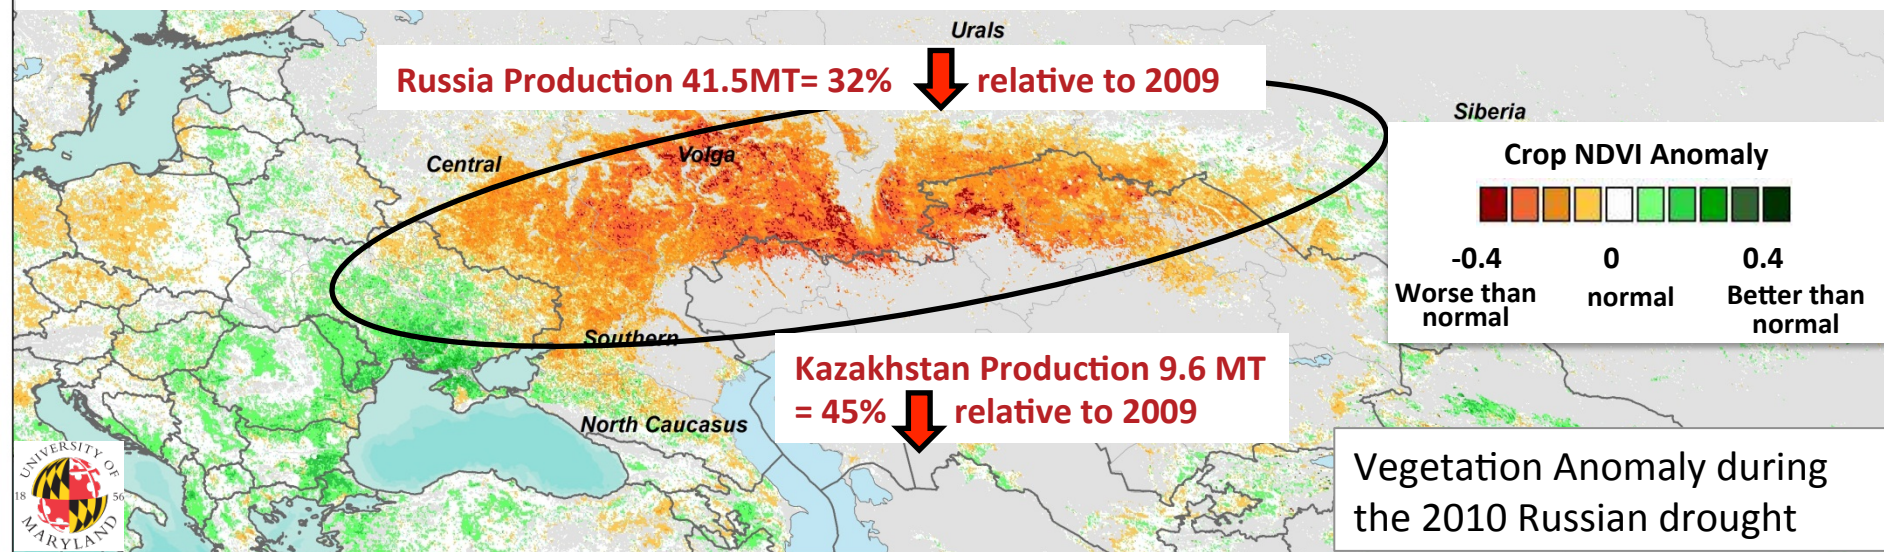 Urals
Russia Production 41.5MT= 32% relative to 2009
Siberia
Central
Volga
Crop NDVI Anomaly
-0.4 0 0.4
Worse than normal
normal
Better than normal
Southern
Kazakhstan Production 9.6 MT
= 45% relative to 2009
North Caucasus
UNIVERSITY OF
18 56
MARYLAND
Vegetation Anomaly during
the 2010 Russian drought